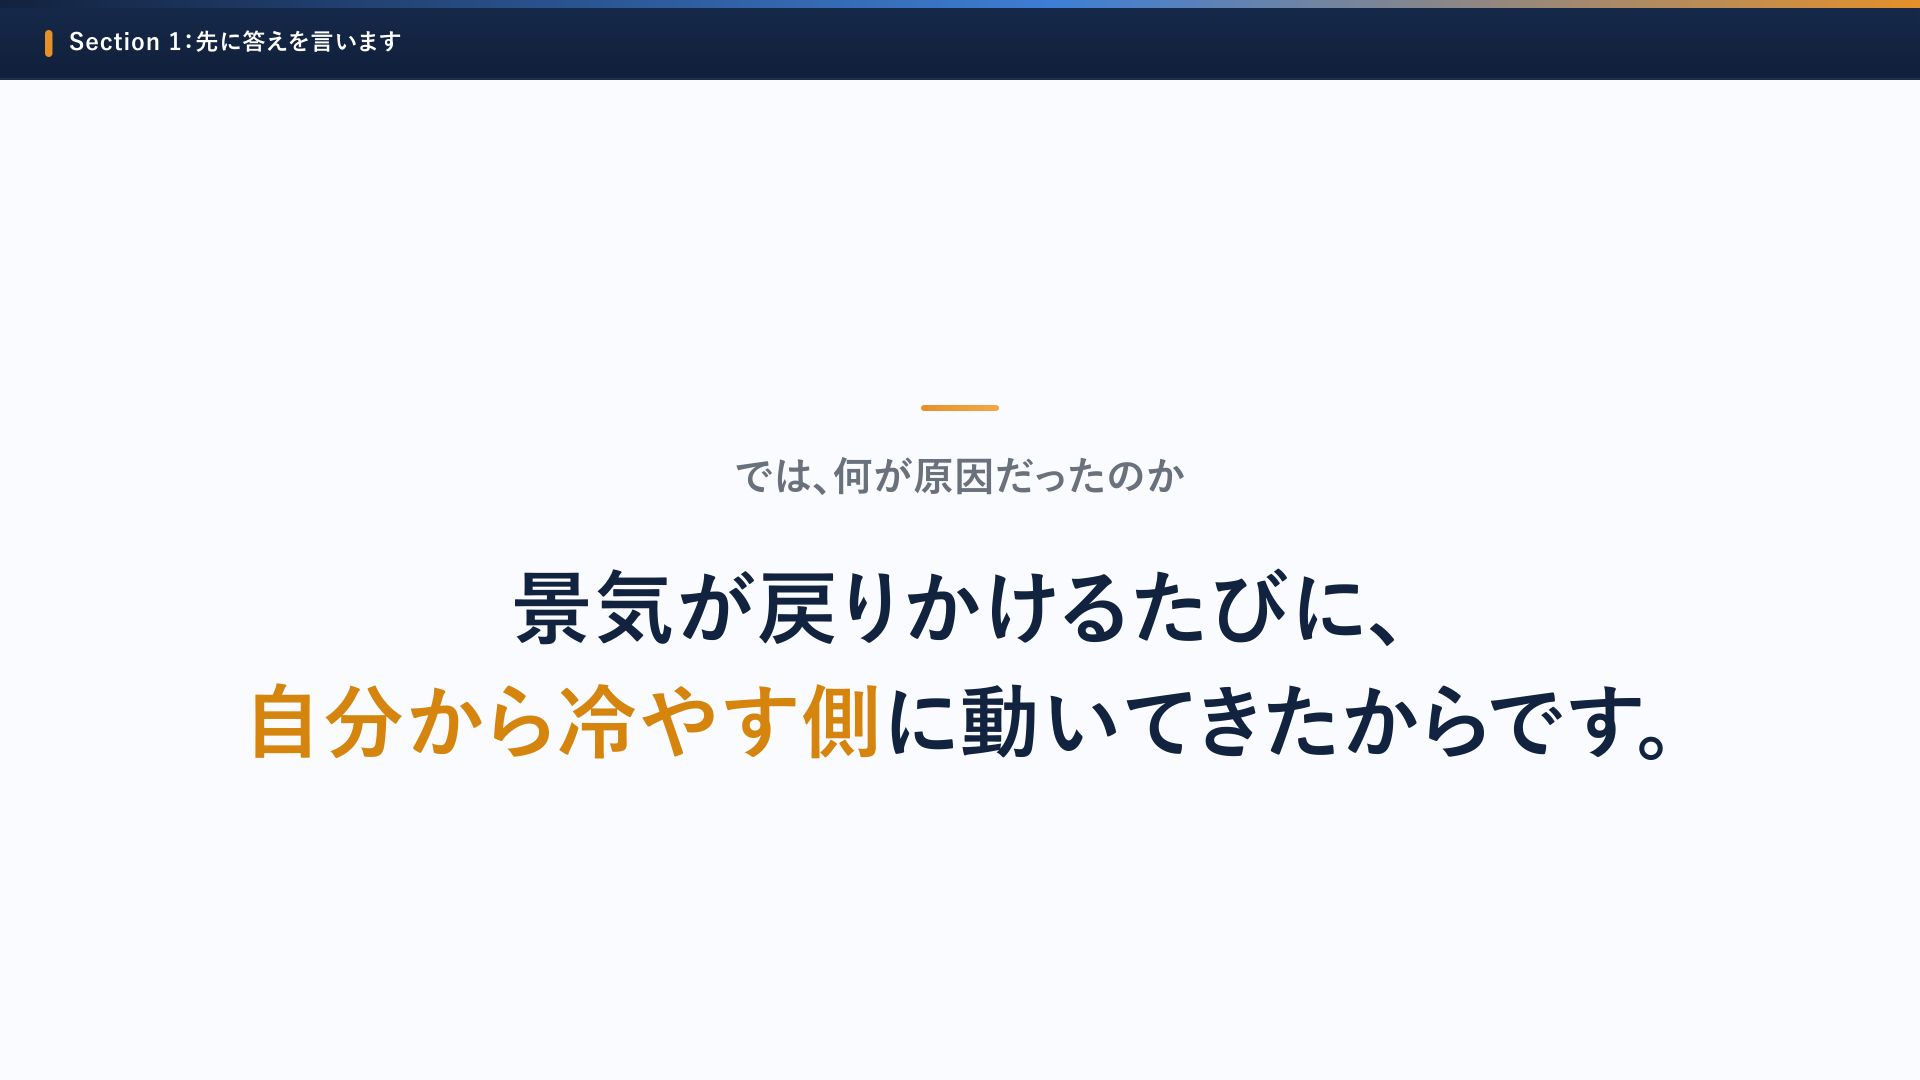 Section 1：先に答えを言います
では、何が原因だったのか
景気が戻りかけるたびに、
自分から冷やす側に動いてきたからです。